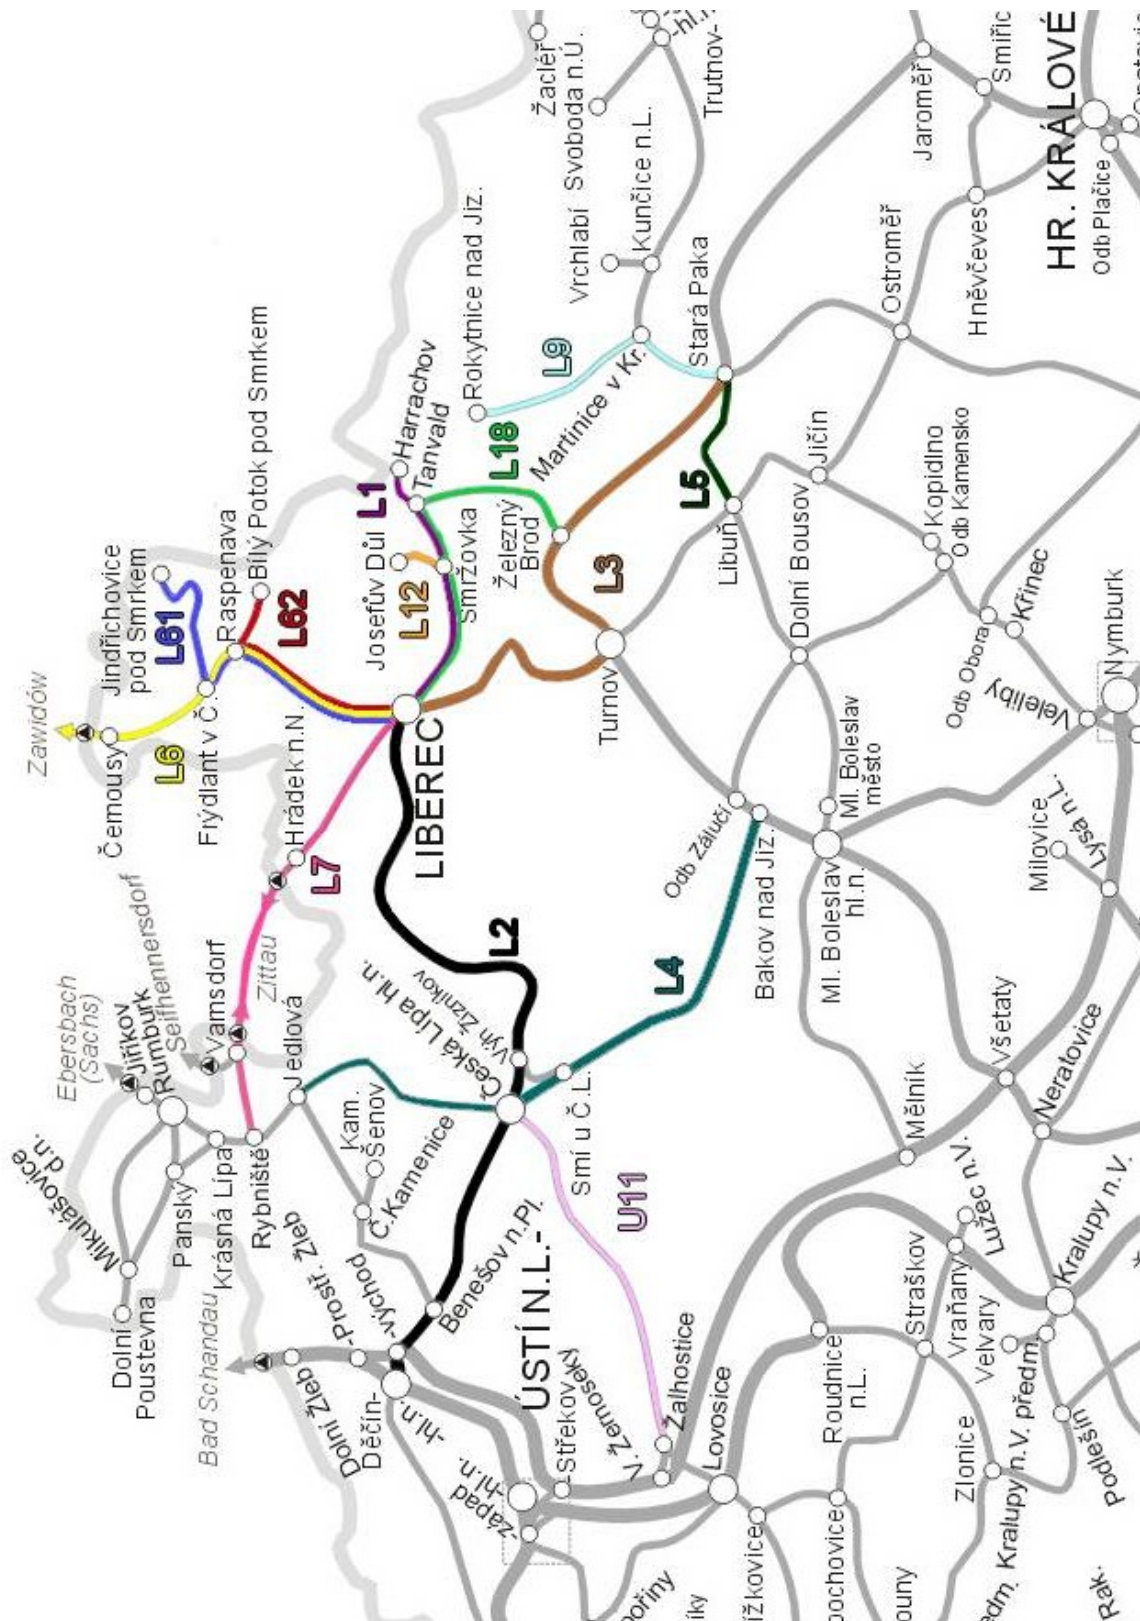 Zawidów
Černousy
L6
Frýdlant v Č.
Jindřichovice
pod Smrkem
L61
Raspenava
Bílý Potok pod Smrkem
L62
Ebersbach
(Sachs)
Jiříkov
Rumburk
Seifhennersdorf
Varnsdorf
Zittau
L7
Hrádek n.N.
Mikulášovice
d.n.
Dolní
Poustevna
Panský
Krásná Lípa
Rybniště
Jedlová
Bad Schandau
Dolní Žleb
-Prostř. Žleb
-východ
Děčín-
-hl.n.
Č.Kamenice
Kam.
Šenov
Benešov n.Pl.
Česká Lípa hl.n.
Výh Žizníkov
L2
LIBEREC
Josefův Důl
L12
L1
Harrachov
Tanvald
Smržovka
L18
Železný
Brod
L3
Turnov
Rokytnice nad Jiz.
L9
Martinice v Kr.
Žacléř
Svoboda n.Ú.
Vrchlabí
Kunčice n.L.
Trutnov-
-hl.n.
Stará Paka
L5
Libuň
ÚSTÍ N.L.-
-západ
-hl.n.
Střekov
V. Žernoseky
Žalhostice
Lovosice
U11
Smí u Č.L.
L4
Bakov nad Jiz.
Odb Zálučí
Ml. Boleslav
hl.n.
Ml. Boleslav
město
Dolní Bousov
Jičín
Kopidlno
Odb Kamensko
Ostroměř
Jaroměř
Smiřic
Hněvčeves
HR. KRÁLOVÉ
Odb Plačice
Odb Obora
Křinec
Veleliby
Nymburk
Milovice
Lysá n.L.
Všetaty
Neratovice
Mělník
Roudnice
n.L.
Straškov
Vraňany
Lužec n.V.
Velvary
Kralupy n.V.
Kralupy n.V. předm.
Zlonice
Podlešín